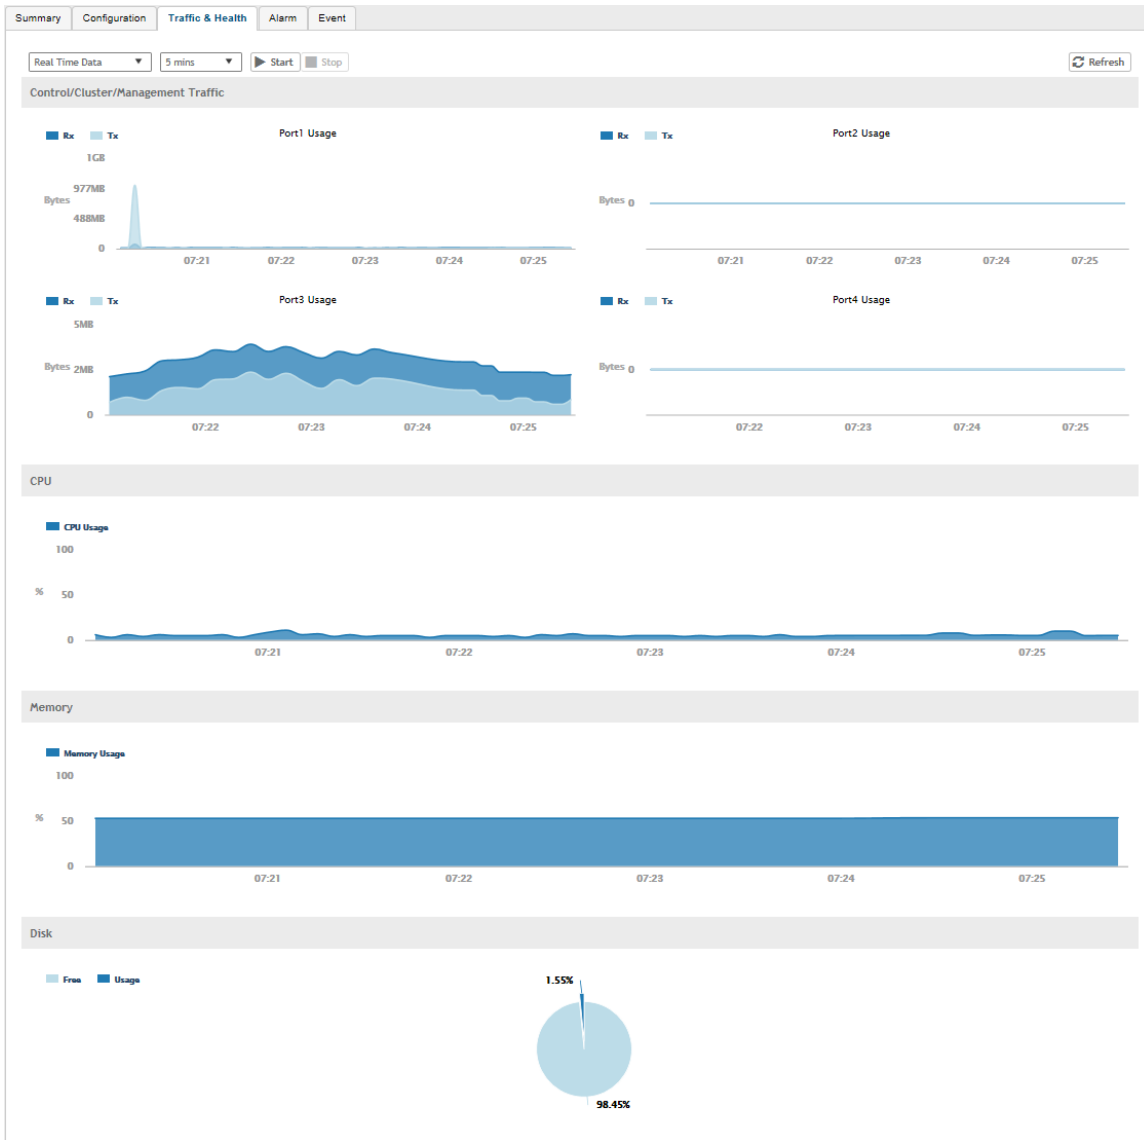 Summary Configuration Traffic & Health Alarm Event
Real Time Data 5 mins Start Stop Refresh
Control/Cluster/Management Traffic
Rx Tx Port1 Usage
1GB
977MB
Bytes
488MB
0
07:21 07:22 07:23 07:24 07:25
Rx Tx Port2 Usage
Bytes 0
07:21 07:22 07:23 07:24 07:25
Rx Tx Port3 Usage
5MB
Bytes 2MB
0
07:22 07:23 07:24 07:25
Rx Tx Port4 Usage
Bytes 0
07:22 07:23 07:24 07:25
CPU
CPU Usage
100
% 50
0
07:21 07:22 07:23 07:24 07:25
Memory
Memory Usage
100
% 50
0
07:21 07:22 07:23 07:24 07:25
Disk
Free Usage
1.55%
98.45%